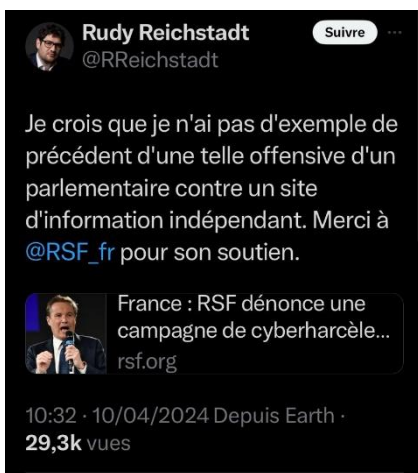 Rudy Reichstadt
Suivre
@RReichstadt
Je crois que je n'ai pas d'exemple de
précédent d'une telle offensive d'un
parlementaire contre un site
d'information indépendant. Merci à
@RSF_fr pour son soutien.
France : RSF dénonce une
campagne de cyberharcèle...
rsf.org
10:32 · 10/04/2024 Depuis Earth ·
29,3k vues